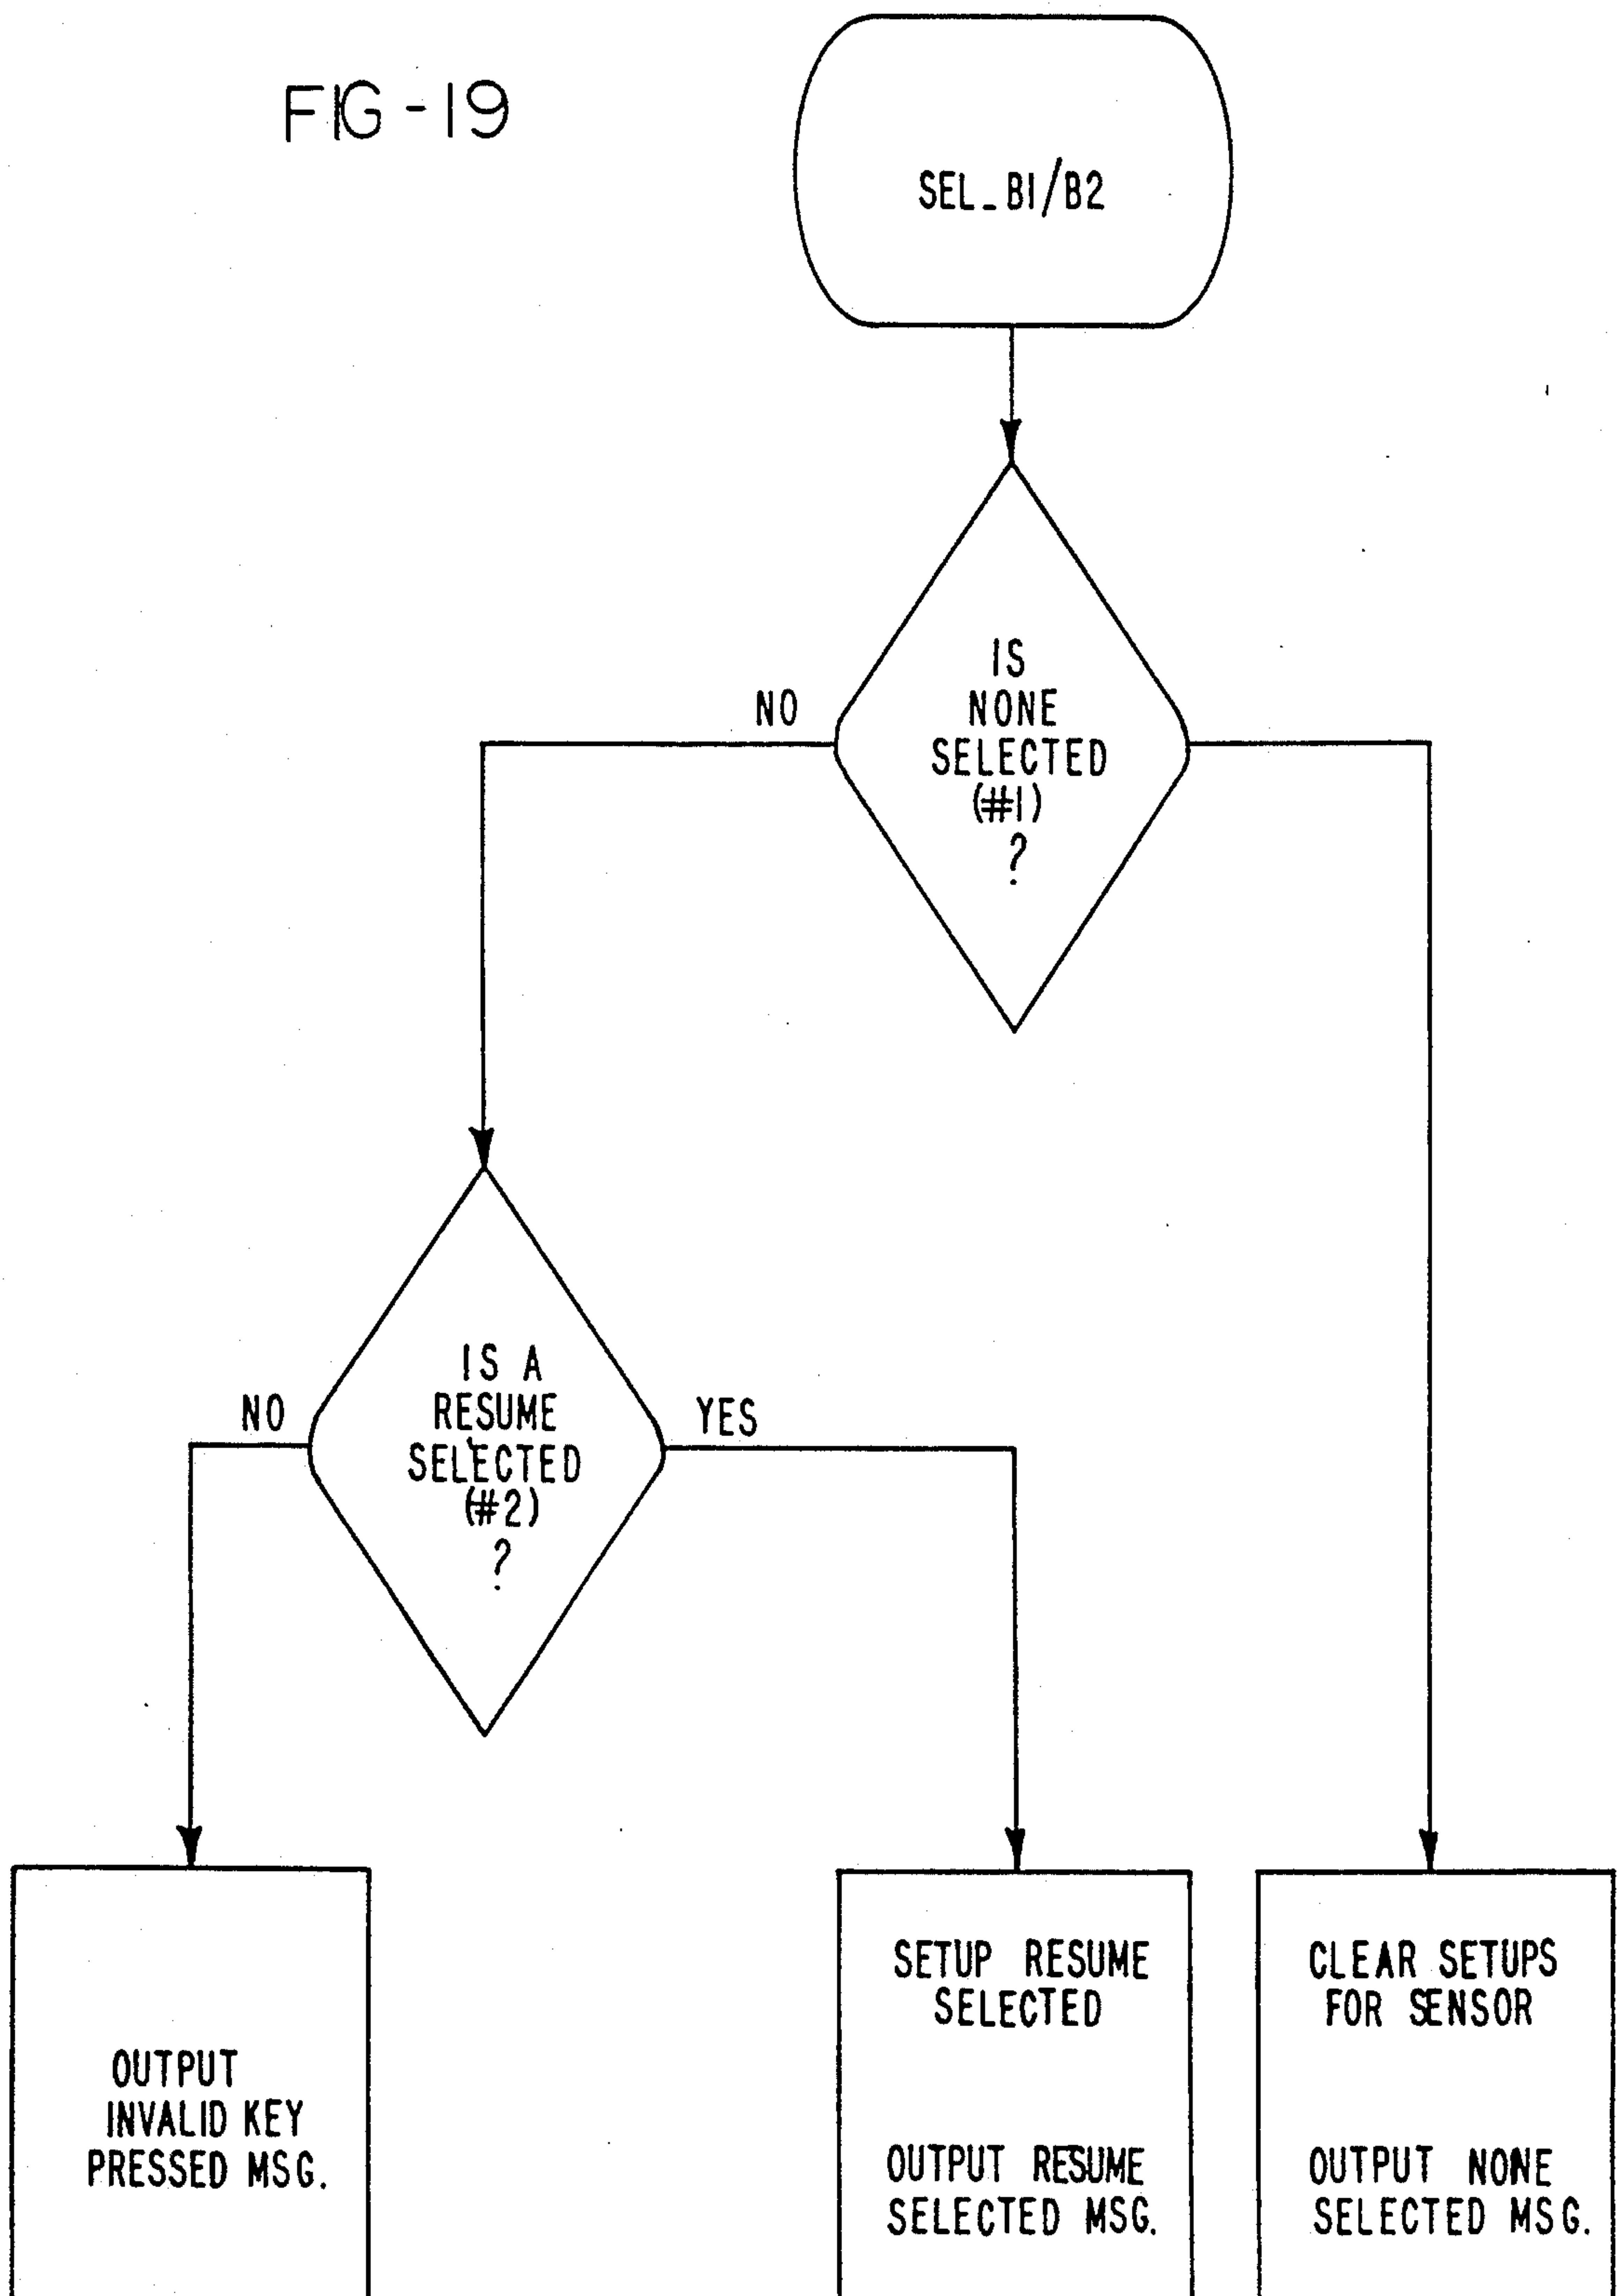 FIG-19
SEL_B1/B2
IS
NONE
SELECTED
(#1)
?
NO
IS A
RESUME
SELECTED
(#2)
?
NO
YES
OUTPUT
INVALID KEY
PRESSED MSG.
SETUP RESUME
SELECTED
OUTPUT RESUME
SELECTED MSG.
CLEAR SETUPS
FOR SENSOR
OUTPUT NONE
SELECTED MSG.